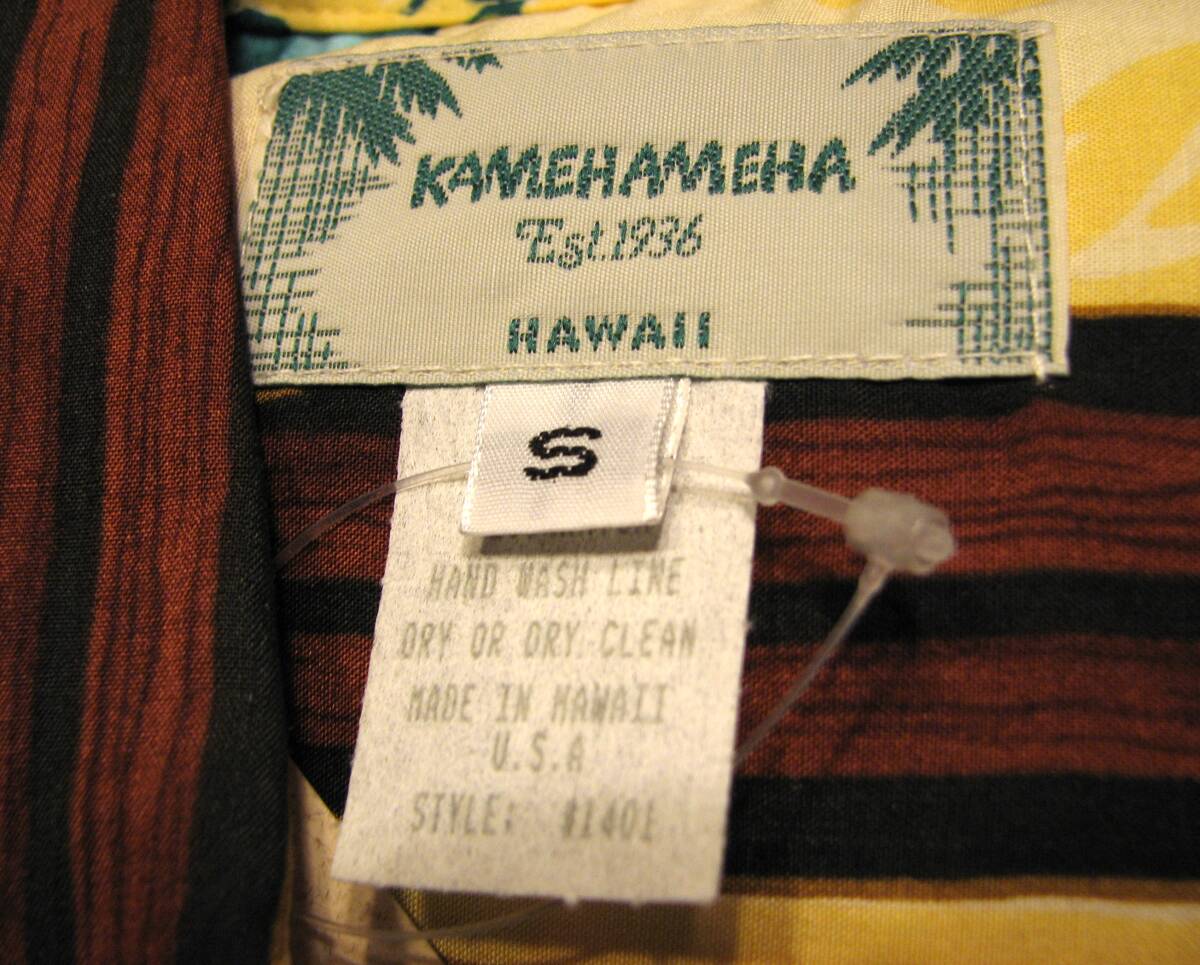 KAMEHAMEHA
Est.1936
HAWAII
S
HAND WASH LINE
DRY OR DRY CLEAN
MADE IN HAWAII
U.S.A
STYLE: #1401